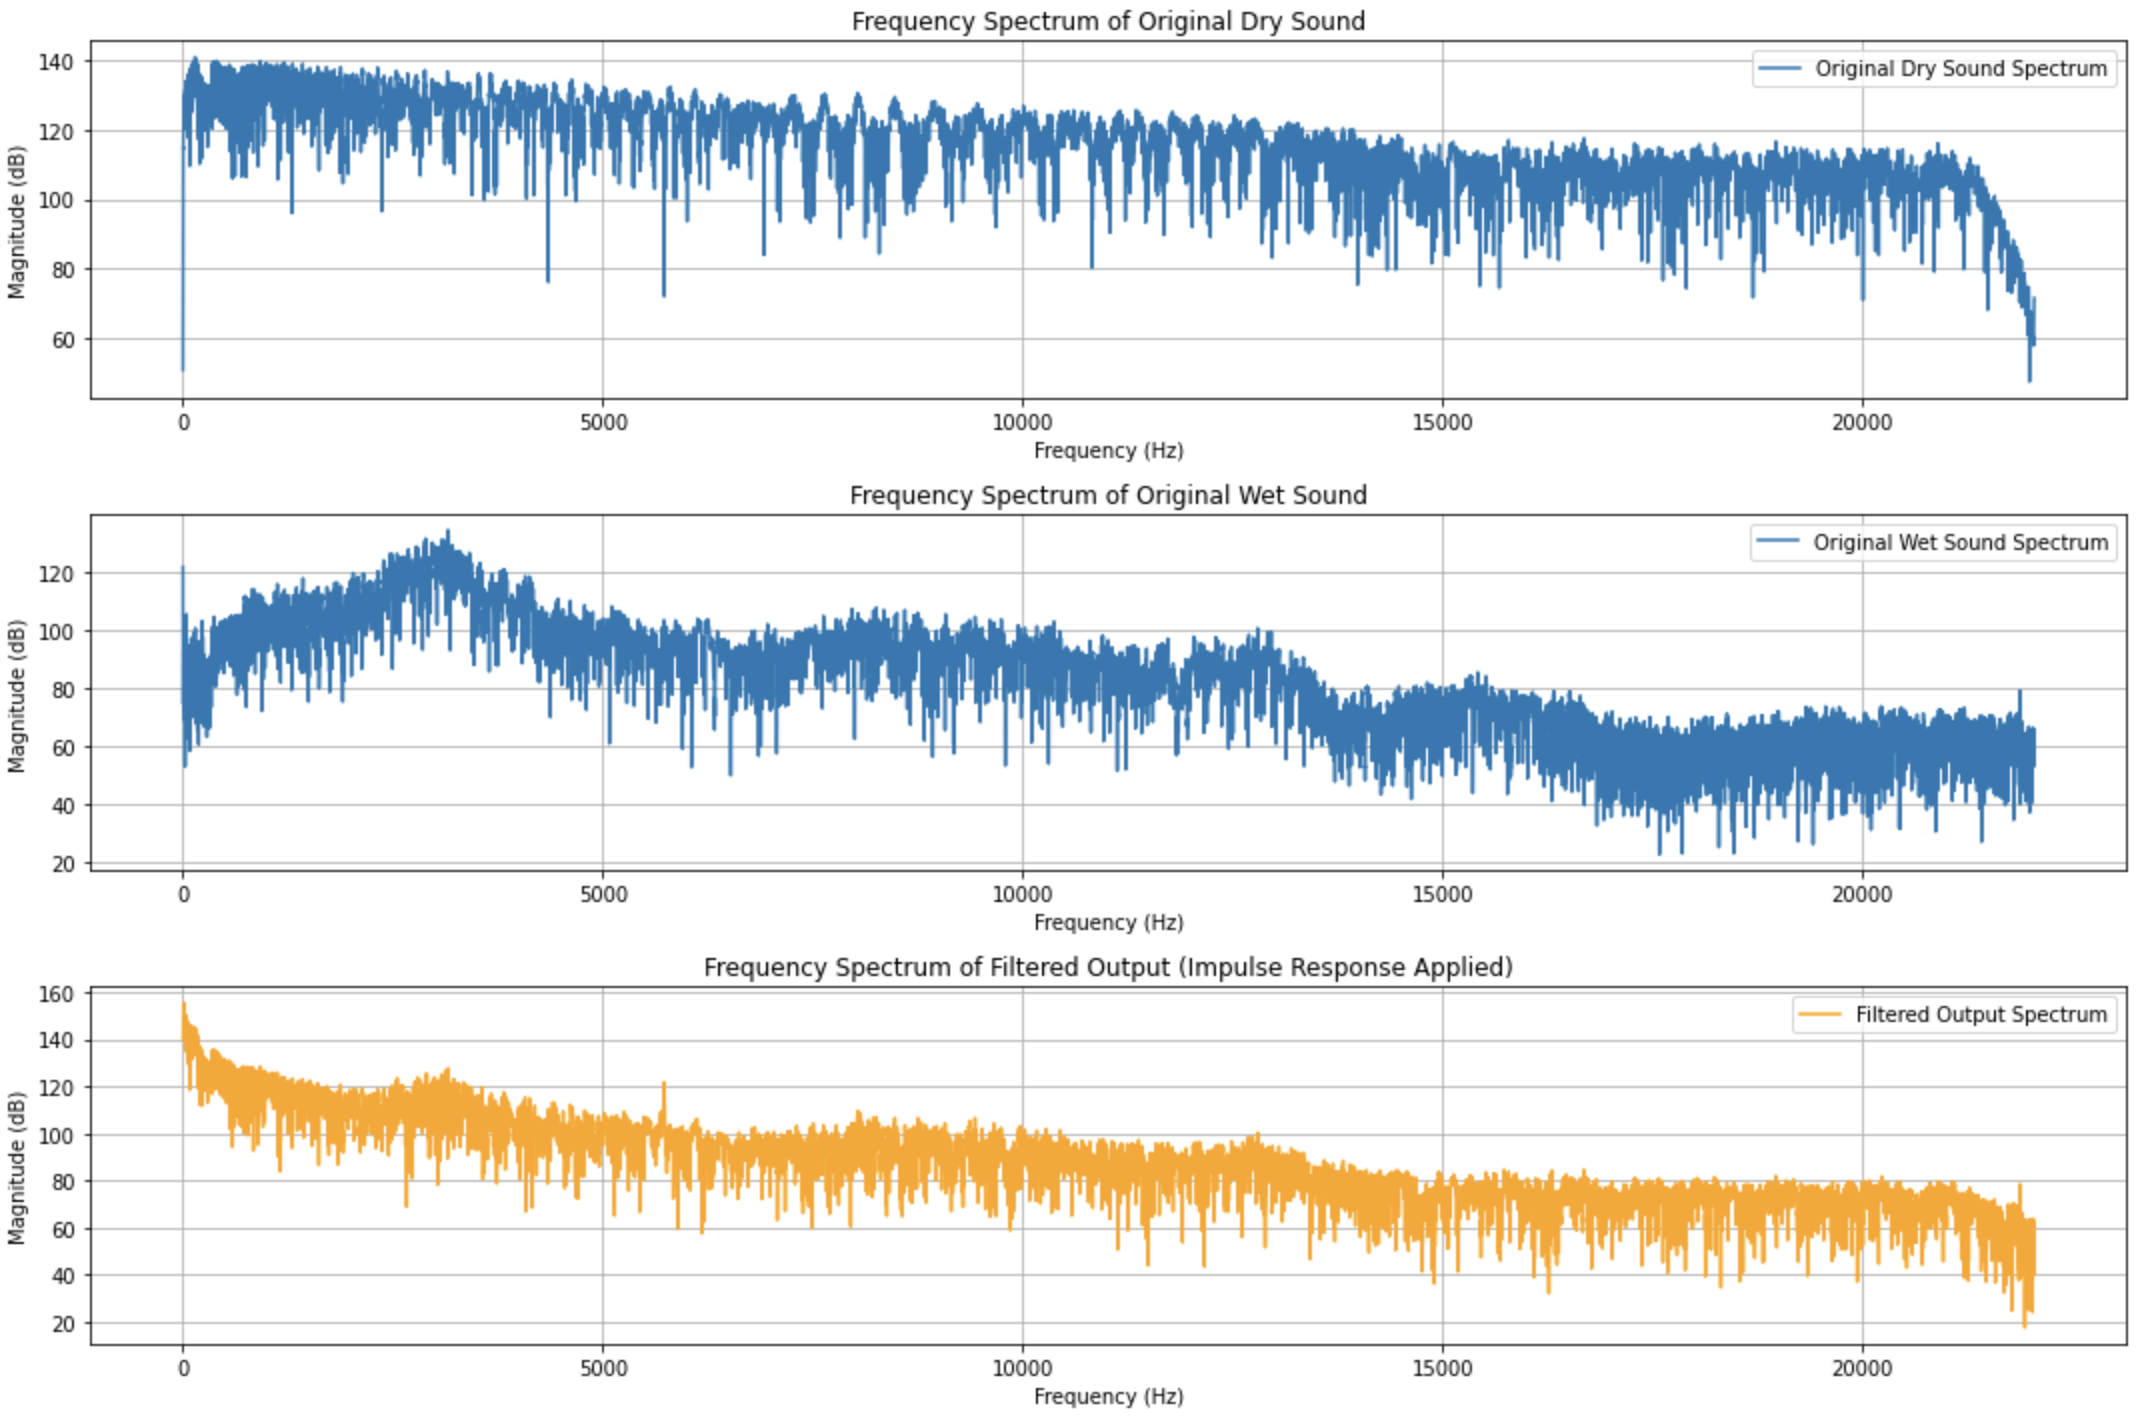 Frequency Spectrum of Original Dry Sound
Original Dry Sound Spectrum
Magnitude (dB)
140
120
100
80
60
0 5000 10000 15000 20000
Frequency (Hz)
Frequency Spectrum of Original Wet Sound
Original Wet Sound Spectrum
Magnitude (dB)
120
100
80
60
40
20
0 5000 10000 15000 20000
Frequency (Hz)
Frequency Spectrum of Filtered Output (Impulse Response Applied)
Filtered Output Spectrum
Magnitude (dB)
160
140
120
100
80
60
40
20
0 5000 10000 15000 20000
Frequency (Hz)